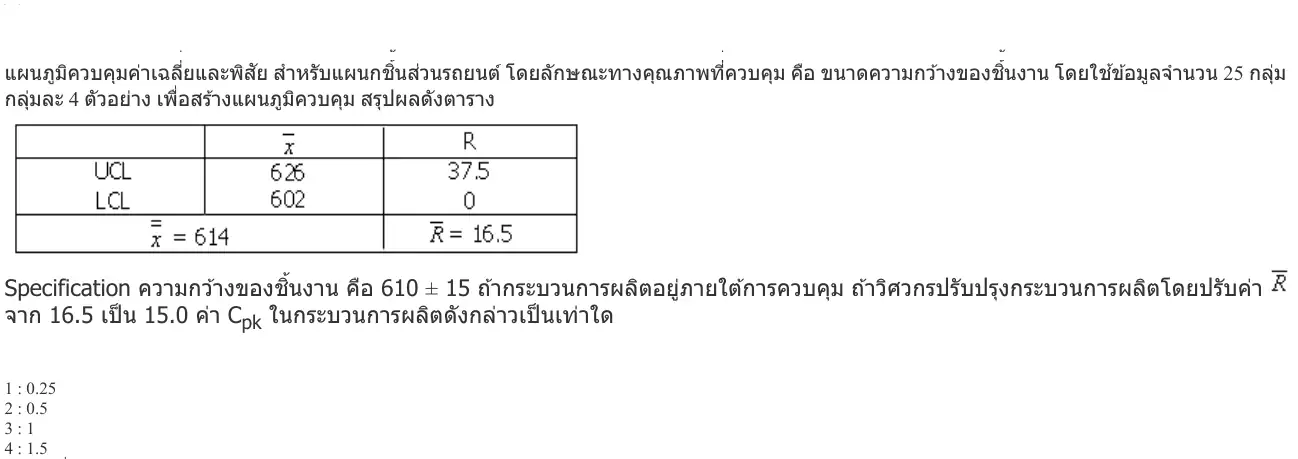 แผนภูมิควบคุมค่าเฉลี่ยและพิสัย สำหรับแผนกชิ้นส่วนรถยนต์ โดยลักษณะทางคุณภาพที่ควบคุม คือ ขนาดความกว้างของชิ้นงาน โดยใช้ข้อมูลจำนวน 25 กลุ่ม
กลุ่มละ 4 ตัวอย่าง เพื่อสร้างแผนภูมิควบคุม สรุปผลดังตาราง
x̄ R
UCL 626 37.5
LCL 602 0
x̿ = 614 R̄ = 16.5
Specification ความกว้างของชิ้นงาน คือ 610 ± 15 ถ้ากระบวนการผลิตอยู่ภายใต้การควบคุม ถ้าวิศวกรปรับปรุงกระบวนการผลิตโดยปรับค่า R̄
จาก 16.5 เป็น 15.0 ค่า Cpk ในกระบวนการผลิตดังกล่าวเป็นเท่าใด
1 : 0.25
2 : 0.5
3 : 1
4 : 1.5